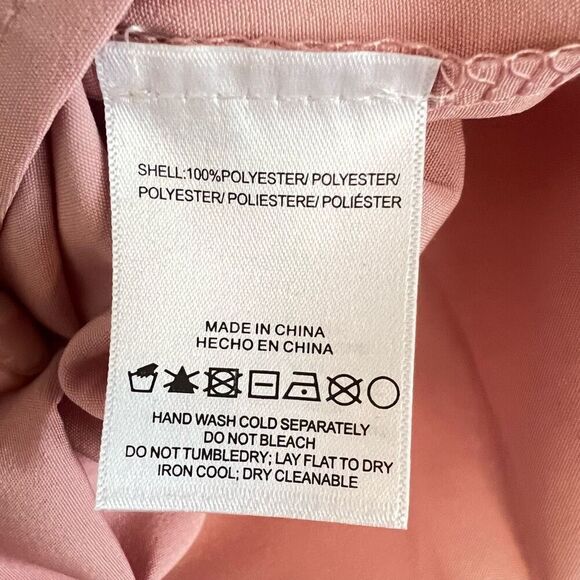 SHELL:100%POLYESTER/ POLYESTER/
POLYESTER/ POLIESTERE/ POLIÉSTER
MADE IN CHINA
HECHO EN CHINA
HAND WASH COLD SEPARATELY
DO NOT BLEACH
DO NOT TUMBLEDRY; LAY FLAT TO DRY
IRON COOL; DRY CLEANABLE